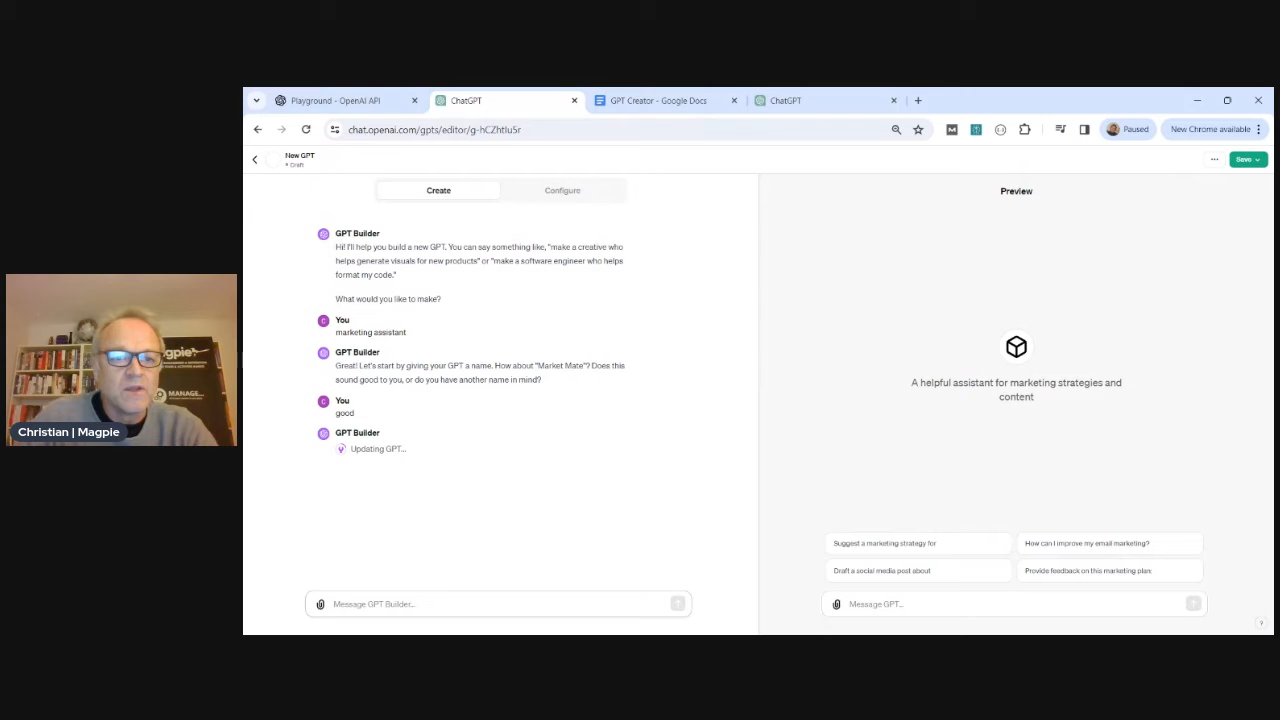 Playground - OpenAI API
ChatGPT
GPT Creator - Google Docs
ChatGPT
chat.openai.com/gpts/editor/g-hCZhtIu5r
Paused
New Chrome available
New GPT
Draft
Save
Create
Configure
Preview
GPT Builder
Hi! I'll help you build a new GPT. You can say something like, "make a creative who
helps generate visuals for new products" or "make a software engineer who helps
format my code."
What would you like to make?
You
marketing assistant
GPT Builder
Great! Let's start by giving your GPT a name. How about "Market Mate"? Does this
sound good to you, or do you have another name in mind?
You
good
GPT Builder
Updating GPT...
Message GPT Builder...
A helpful assistant for marketing strategies and
content
Suggest a marketing strategy for
How can I improve my email marketing?
Draft a social media post about
Provide feedback on this marketing plan:
Message GPT...
?
MANAGE...
Christian | Magpie